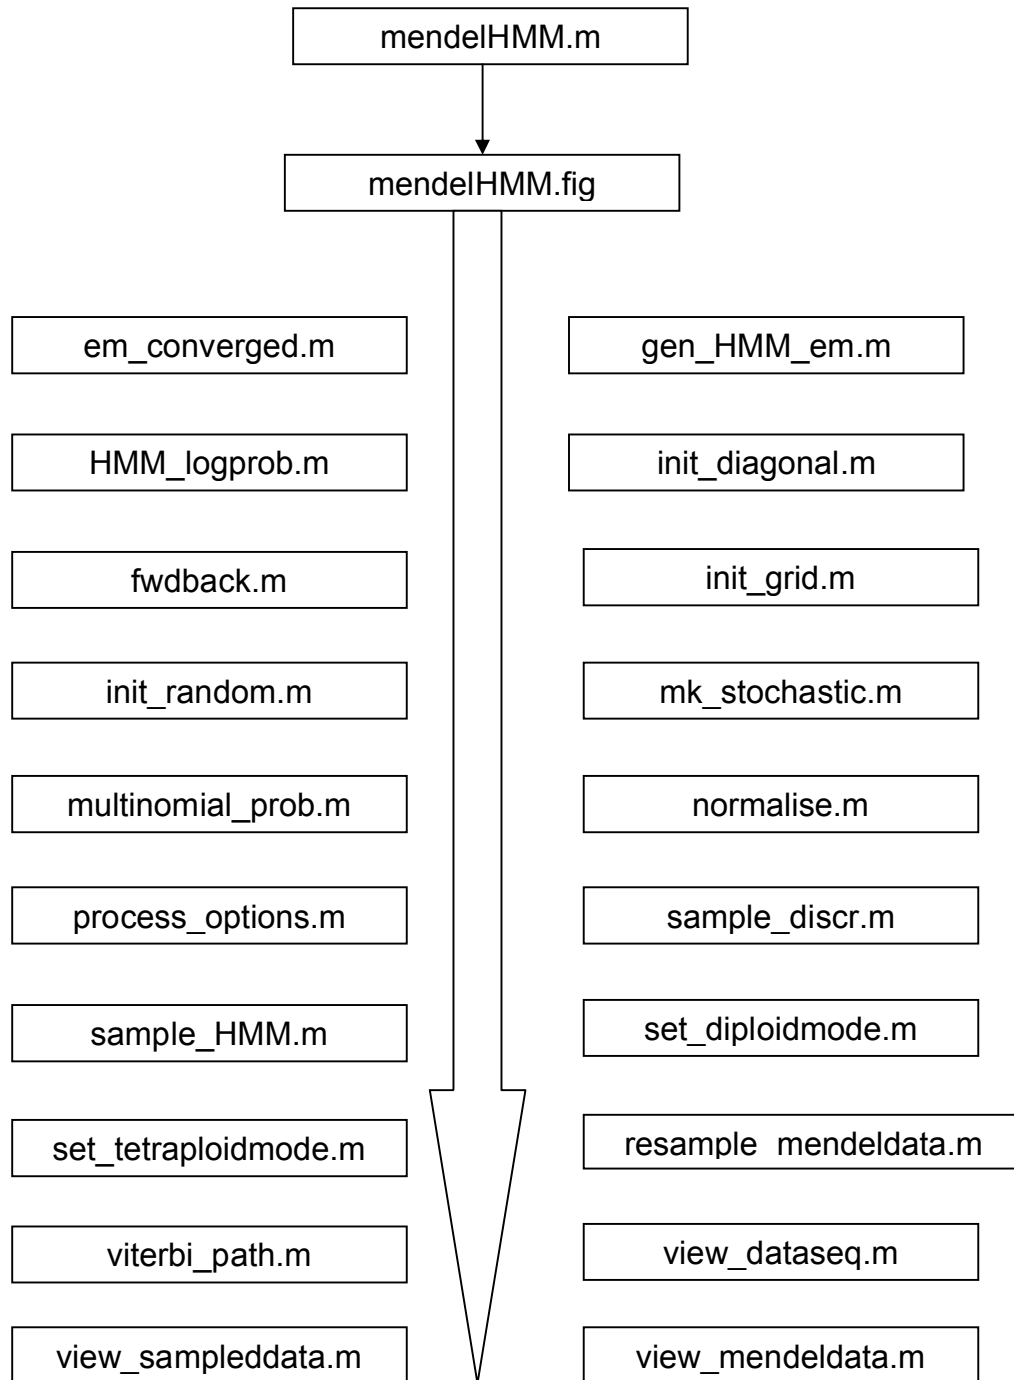 mendelHMM.m
mendelHMM.fig
em_converged.m
gen_HMM_em.m
HMM_logprob.m
init_diagonal.m
fwdback.m
init_grid.m
init_random.m
mk_stochastic.m
multinomial_prob.m
normalise.m
process_options.m
sample_discr.m
sample_HMM.m
set_diploidmode.m
set_tetraploidmode.m
resample_mendeldata.m
viterbi_path.m
view_dataseq.m
view_sampleddata.m
view_mendeldata.m